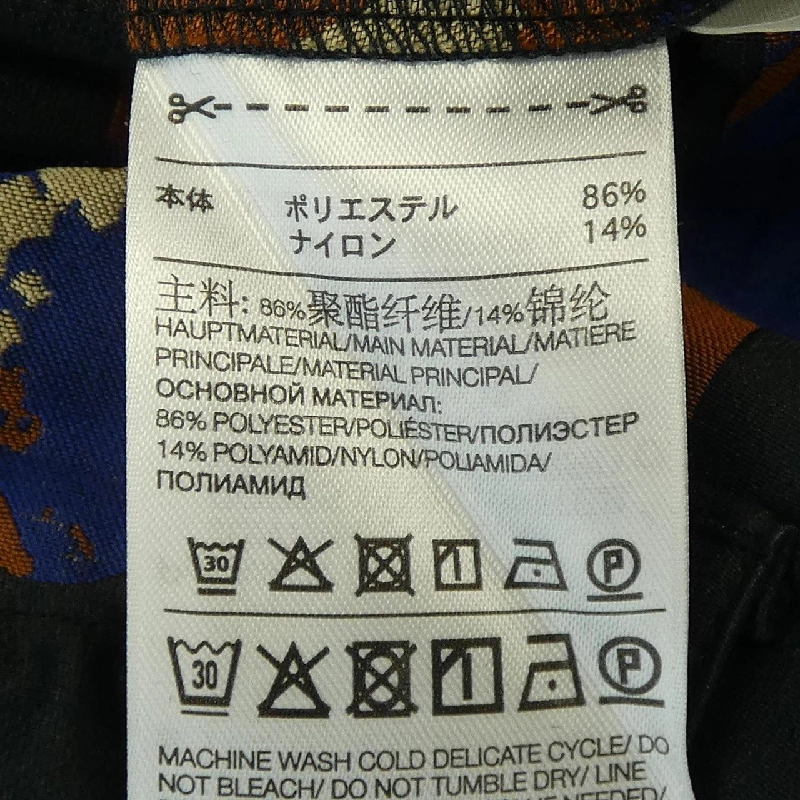 本体 ポリエステル 86%
ナイロン 14%
主料: 86%聚酯纤维/14%锦纶
HAUPTMATERIAL/MAIN MATERIAL/MATIERE
PRINCIPALE/MATERIAL PRINCIPAL/
ОСНОВНОЙ МАТЕРИАЛ:
86% POLYESTER/POLIÉSTER/ПОЛИЭСТЕР
14% POLYAMID/NYLON/POLIAMIDA/
ПОЛИАМИД
30 P
30 P
MACHINE WASH COLD DELICATE CYCLE/ DO
NOT BLEACH/ DO NOT TUMBLE DRY/ LINE